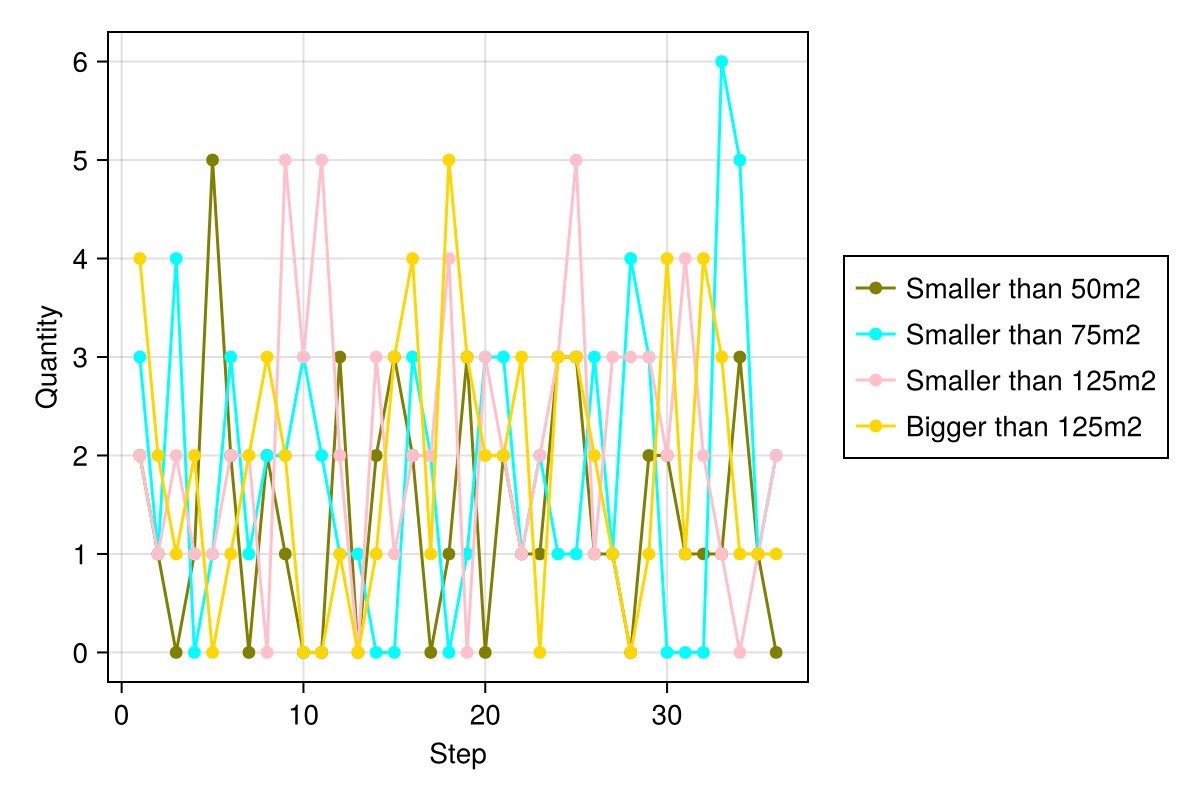 6
5
4
3
2
1
0
Quantity
0 10 20 30
Step
Smaller than 50m2
Smaller than 75m2
Smaller than 125m2
Bigger than 125m2